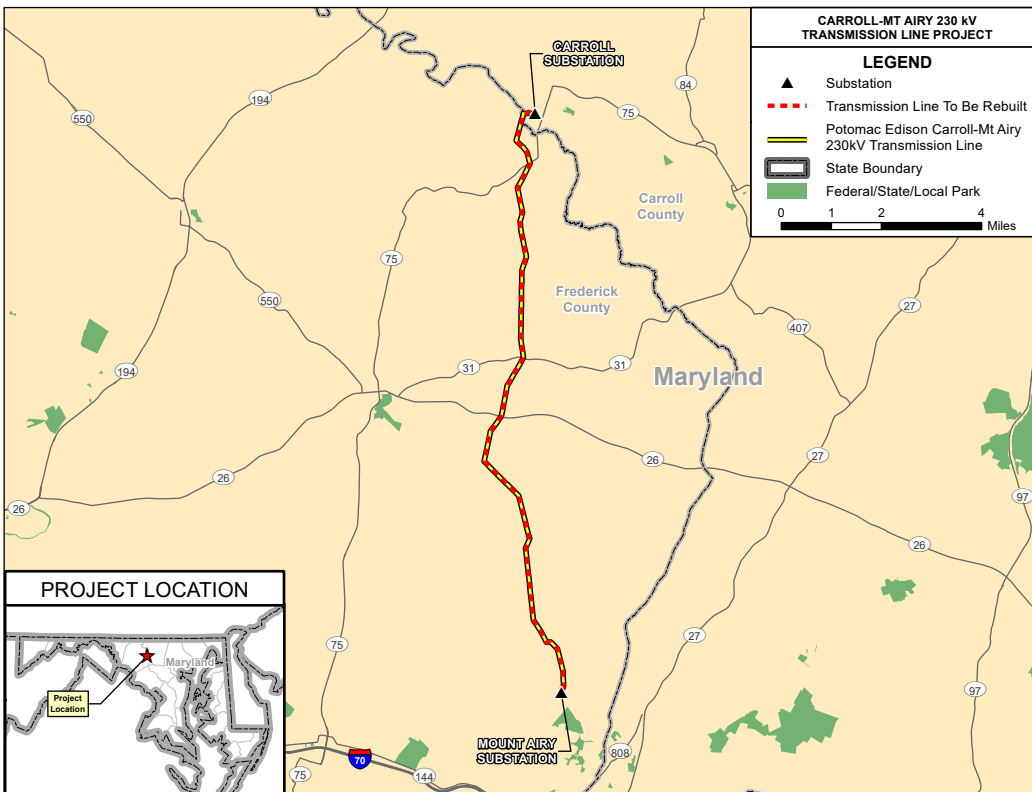 CARROLL-MT AIRY 230 kV
TRANSMISSION LINE PROJECT
LEGEND
Substation
Transmission Line To Be Rebuilt
Potomac Edison Carroll-Mt Airy
230kV Transmission Line
State Boundary
Federal/State/Local Park
0 1 2 4
Miles
CARROLL
SUBSTATION
84
194
75
550
75
Carroll
County
75
Frederick
County
550
27
407
31
31
194
Maryland
27
26
26
97
26
26
75
27
97
MOUNT AIRY
SUBSTATION
808
70
75
144
PROJECT LOCATION
Maryland
Project
Location